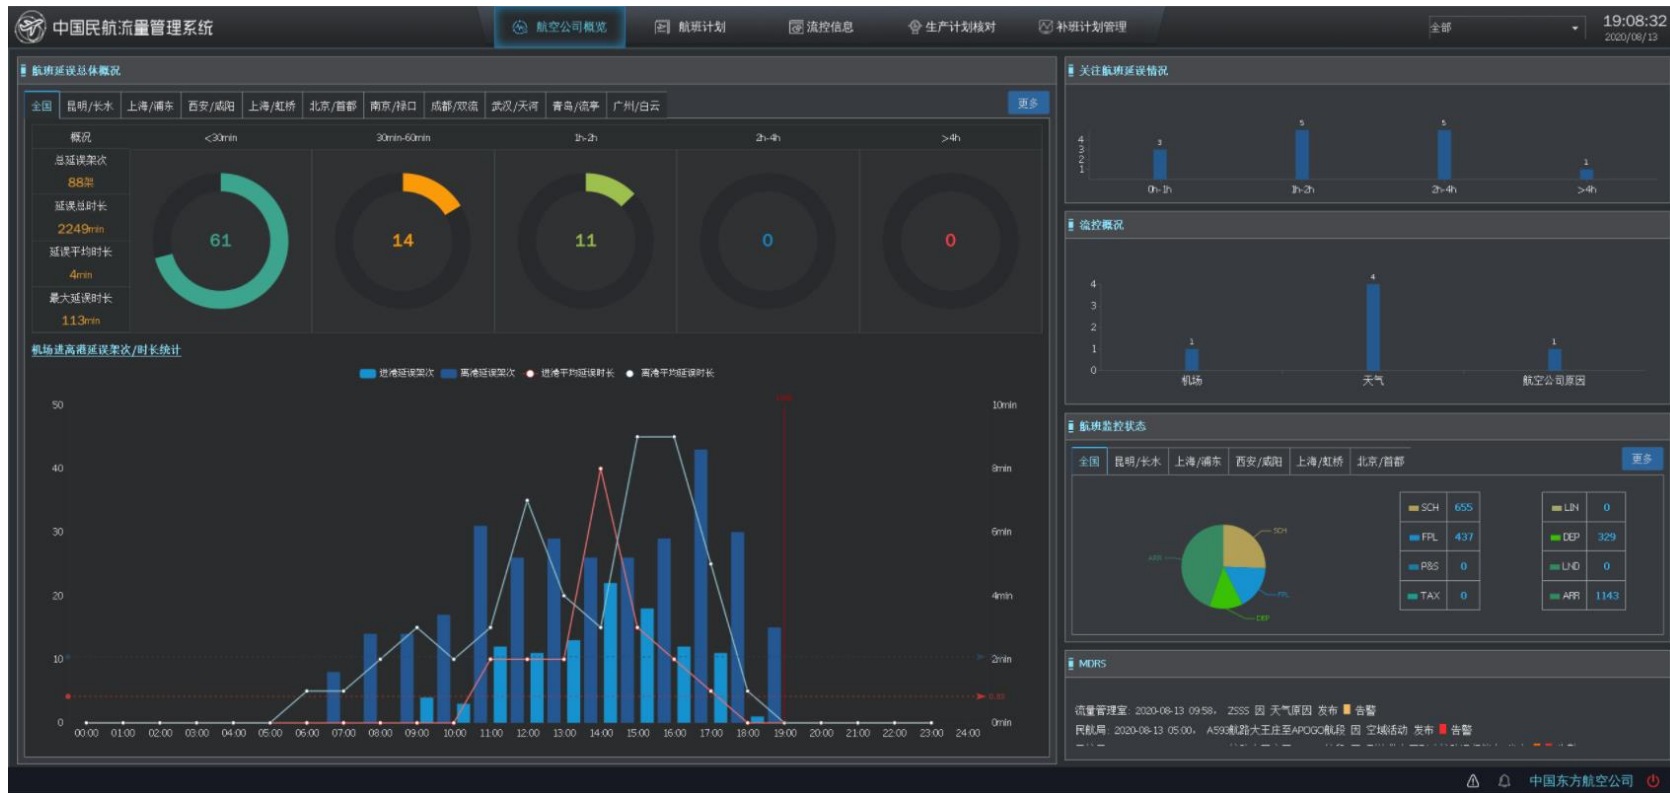 中国民航流量管理系统
航空公司概览 航班计划 流控信息 生产计划核对 补班计划管理
全部
19:08:32
2020/08/13
航班延误总体概况
全国 昆明/长水 上海/浦东 西安/咸阳 上海/虹桥 北京/首都 南京/禄口 成都/双流 武汉/天河 青岛/流亭 广州/白云
更多
概况 <30min 30min-60min 1h-2h 2h-4h >4h
总延误架次
88架
延误总时长
2249min
延误平均时长
4min
最大延误时长
113min
61 14 11 0 0
机场进离港延误架次/时长统计
进港延误架次 离港延误架次 进港平均延误时长 离港平均延误时长
50 10min
40 8min
30 6min
20 4min
10 2min
0.83
0 0min
00:00 01:00 02:00 03:00 04:00 05:00 06:00 07:00 08:00 09:00 10:00 11:00 12:00 13:00 14:00 15:00 16:00 17:00 18:00 19:00 20:00 21:00 22:00 23:00 24:00
关注航班延误情况
4
3
2
1
3 5 5 1
0h-1h 1h-2h 2h-4h >4h
流控概况
4
3
2
1
0
1 4 1
机场 天气 航空公司原因
航班监控状态
全国 昆明/长水 上海/浦东 西安/咸阳 上海/虹桥 北京/首都
更多
SCH
ARR
FPL
DEP
SCH 655 LIN 0
FPL 437 DEP 329
P&S 0 LND 0
TAX 0 ARR 1143
MDRS
流量管理室: 2020-08-13 09:58， ZSSS 因 天气原因 发布 告警
民航局: 2020-08-13 05:00， A593航路大王庄至APOGO航段 因 空域活动 发布 告警
中国东方航空公司